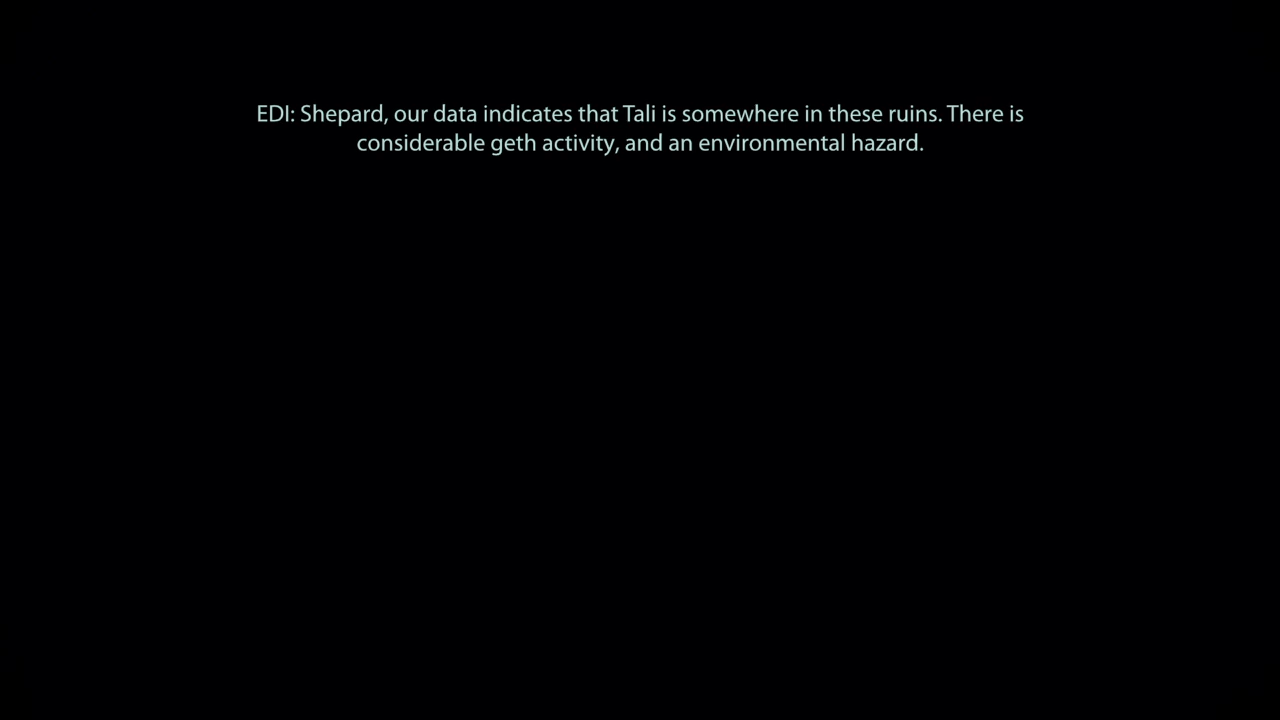 EDI: Shepard, our data indicates that Tali is somewhere in these ruins. There is
considerable geth activity, and an environmental hazard.